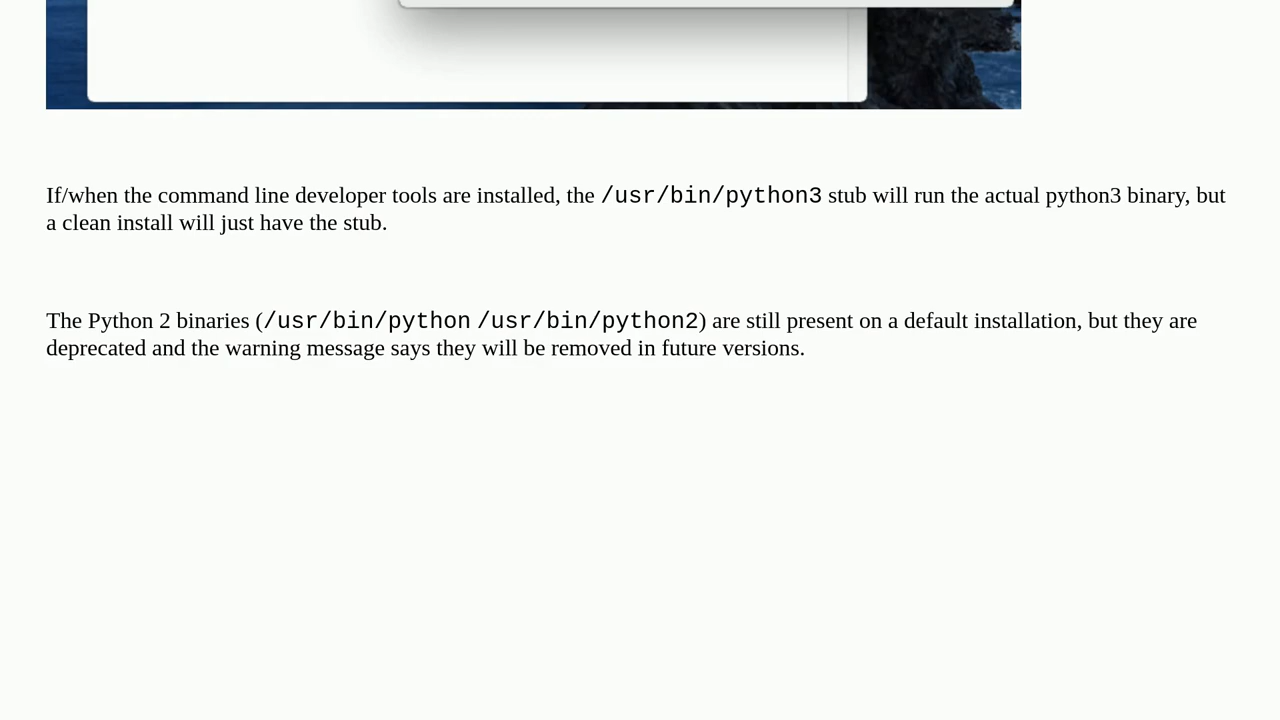 If/when the command line developer tools are installed, the /usr/bin/python3 stub will run the actual python3 binary, but
a clean install will just have the stub.
The Python 2 binaries (/usr/bin/python /usr/bin/python2) are still present on a default installation, but they are
deprecated and the warning message says they will be removed in future versions.